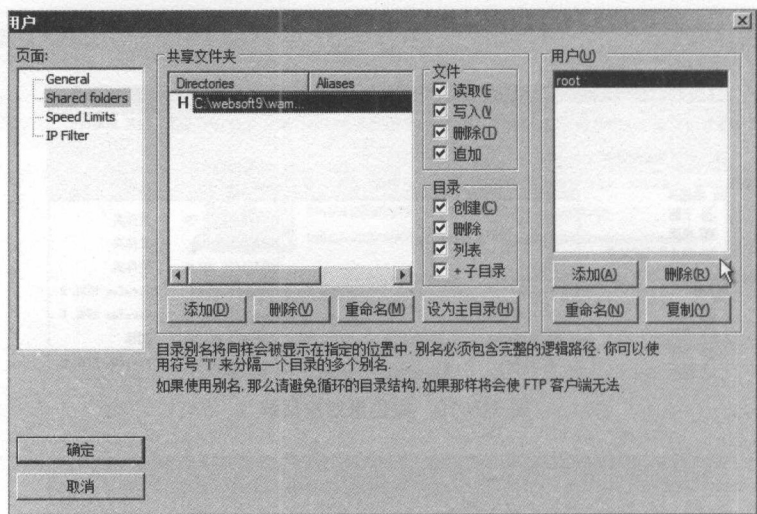 用户
页面:
General
Shared folders
Speed Limits
IP Filter
共享文件夹
Directories Aliases
H C:\websoft9\wam...
文件
读取(E
写入(W
删除(T)
追加
目录
创建(C)
删除
列表
+子目录
添加(D) 删除(V) 重命名(M) 设为主目录(H)
用户(U)
root
添加(A) 删除(R)
重命名(N) 复制(Y)
目录别名将同样会被显示在指定的位置中. 别名必须包含完整的逻辑路径. 你可以使
用符号 "|" 来分隔一个目录的多个别名.
如果使用别名, 那么请避免循环的目录结构, 如果那样将会使 FTP 客户端无法
确定
取消